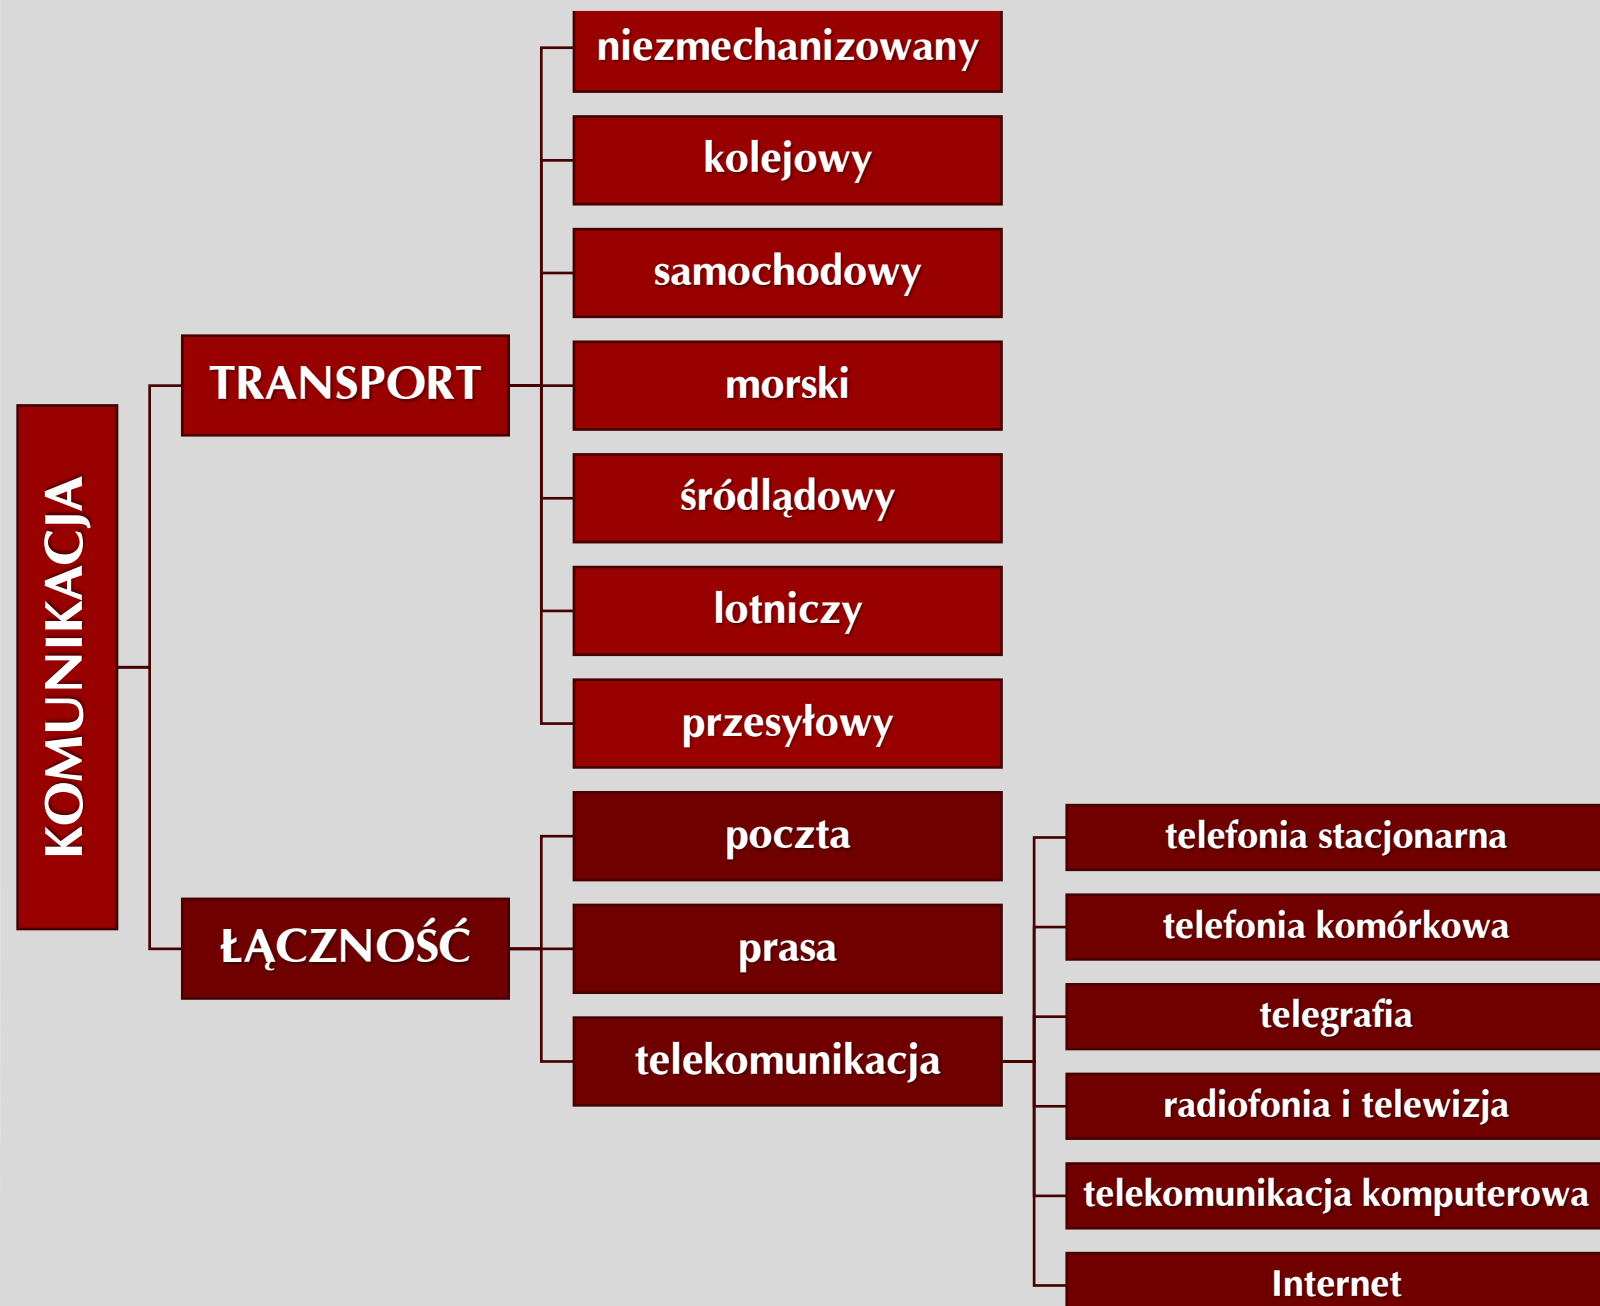 KOMUNIKACJA
TRANSPORT
niezmechanizowany
kolejowy
samochodowy
morski
śródlądowy
lotniczy
przesyłowy
ŁĄCZNOŚĆ
poczta
prasa
telekomunikacja
telefonia stacjonarna
telefonia komórkowa
telegrafia
radiofonia i telewizja
telekomunikacja komputerowa
Internet